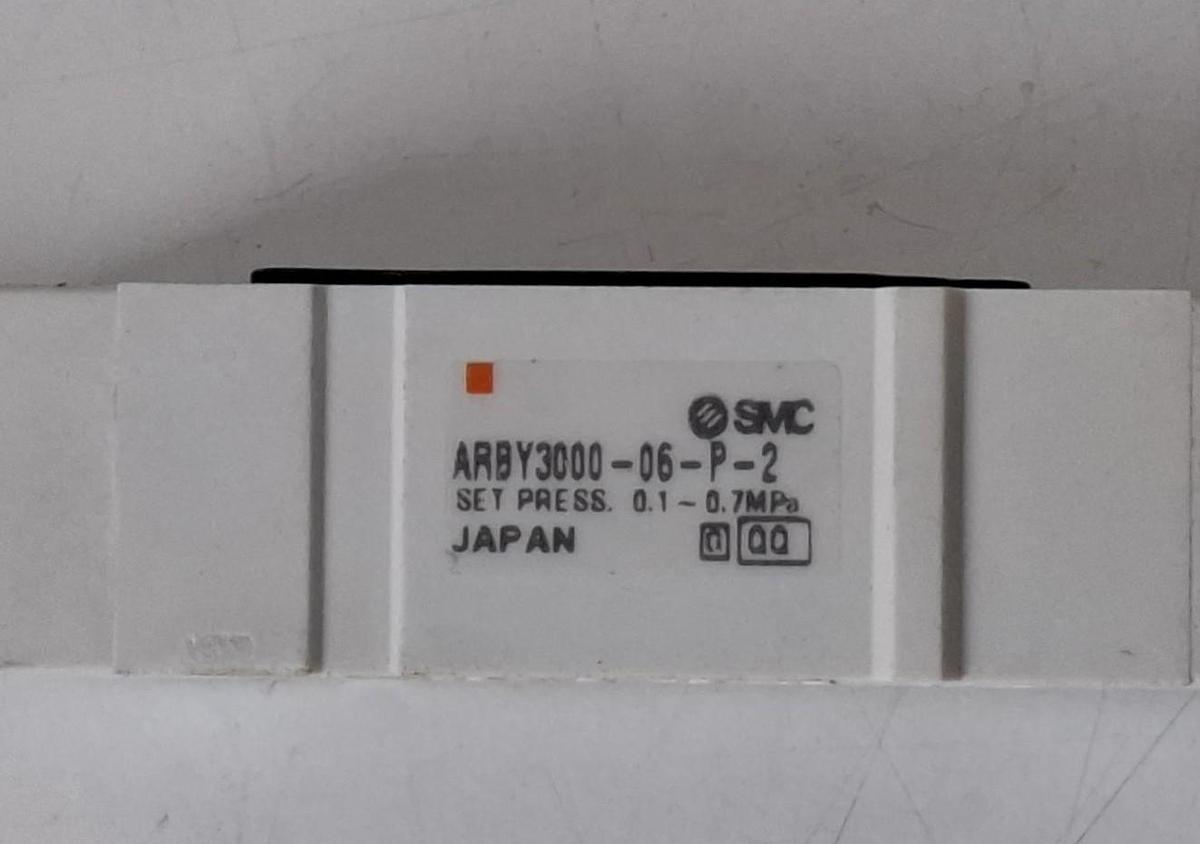 SMC
ARBY3000-06-P-2
SET PRESS. 0.1~0.7MPa
JAPAN QQ